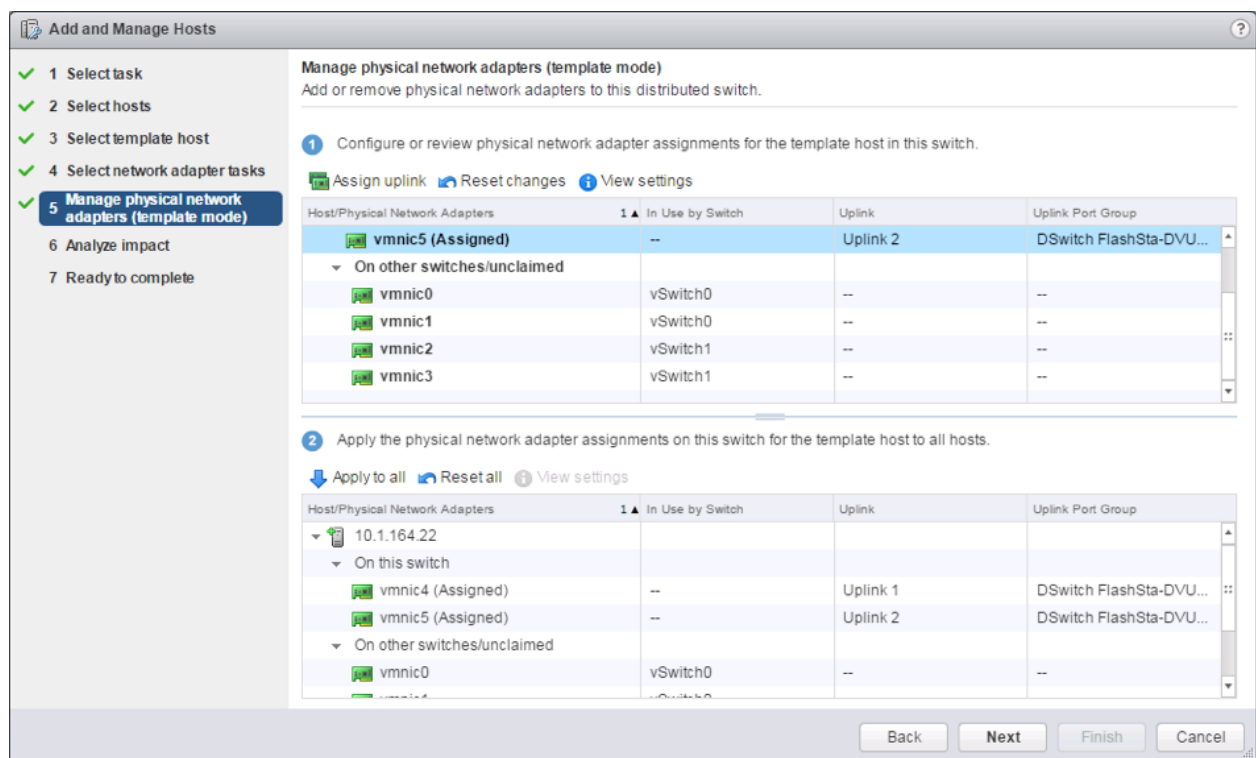 Add and Manage Hosts
?
1 Select task
2 Select hosts
3 Select template host
4 Select network adapter tasks
5 Manage physical network
adapters (template mode)
6 Analyze impact
7 Ready to complete
Manage physical network adapters (template mode)
Add or remove physical network adapters to this distributed switch.
1 Configure or review physical network adapter assignments for the template host in this switch.
Assign uplink Reset changes View settings
Host/Physical Network Adapters 1 ▲ In Use by Switch Uplink Uplink Port Group
vmnic5 (Assigned) -- Uplink 2 DSwitch FlashSta-DVU...
On other switches/unclaimed
vmnic0 vSwitch0 -- --
vmnic1 vSwitch0 -- --
vmnic2 vSwitch1 -- --
vmnic3 vSwitch1 -- --
2 Apply the physical network adapter assignments on this switch for the template host to all hosts.
Apply to all Reset all View settings
Host/Physical Network Adapters 1 ▲ In Use by Switch Uplink Uplink Port Group
10.1.164.22
On this switch
vmnic4 (Assigned) -- Uplink 1 DSwitch FlashSta-DVU...
vmnic5 (Assigned) -- Uplink 2 DSwitch FlashSta-DVU...
On other switches/unclaimed
vmnic0 vSwitch0 -- --
Back Next Finish Cancel